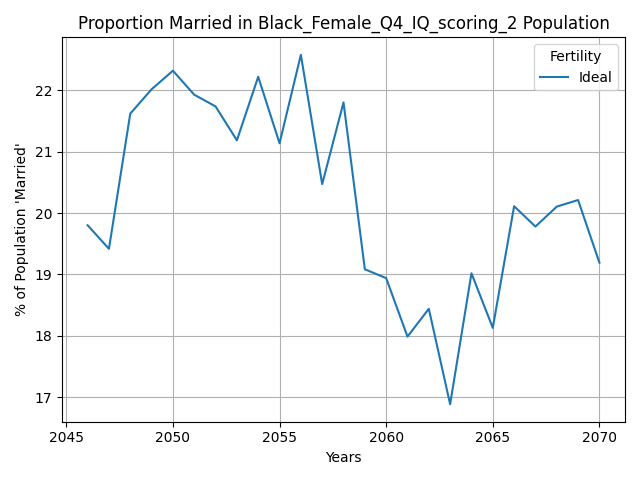 Proportion Married in Black_Female_Q4_IQ_scoring_2 Population
Fertility
Ideal
% of Population 'Married'
22
21
20
19
18
17
2045
2050
2055
2060
2065
2070
Years